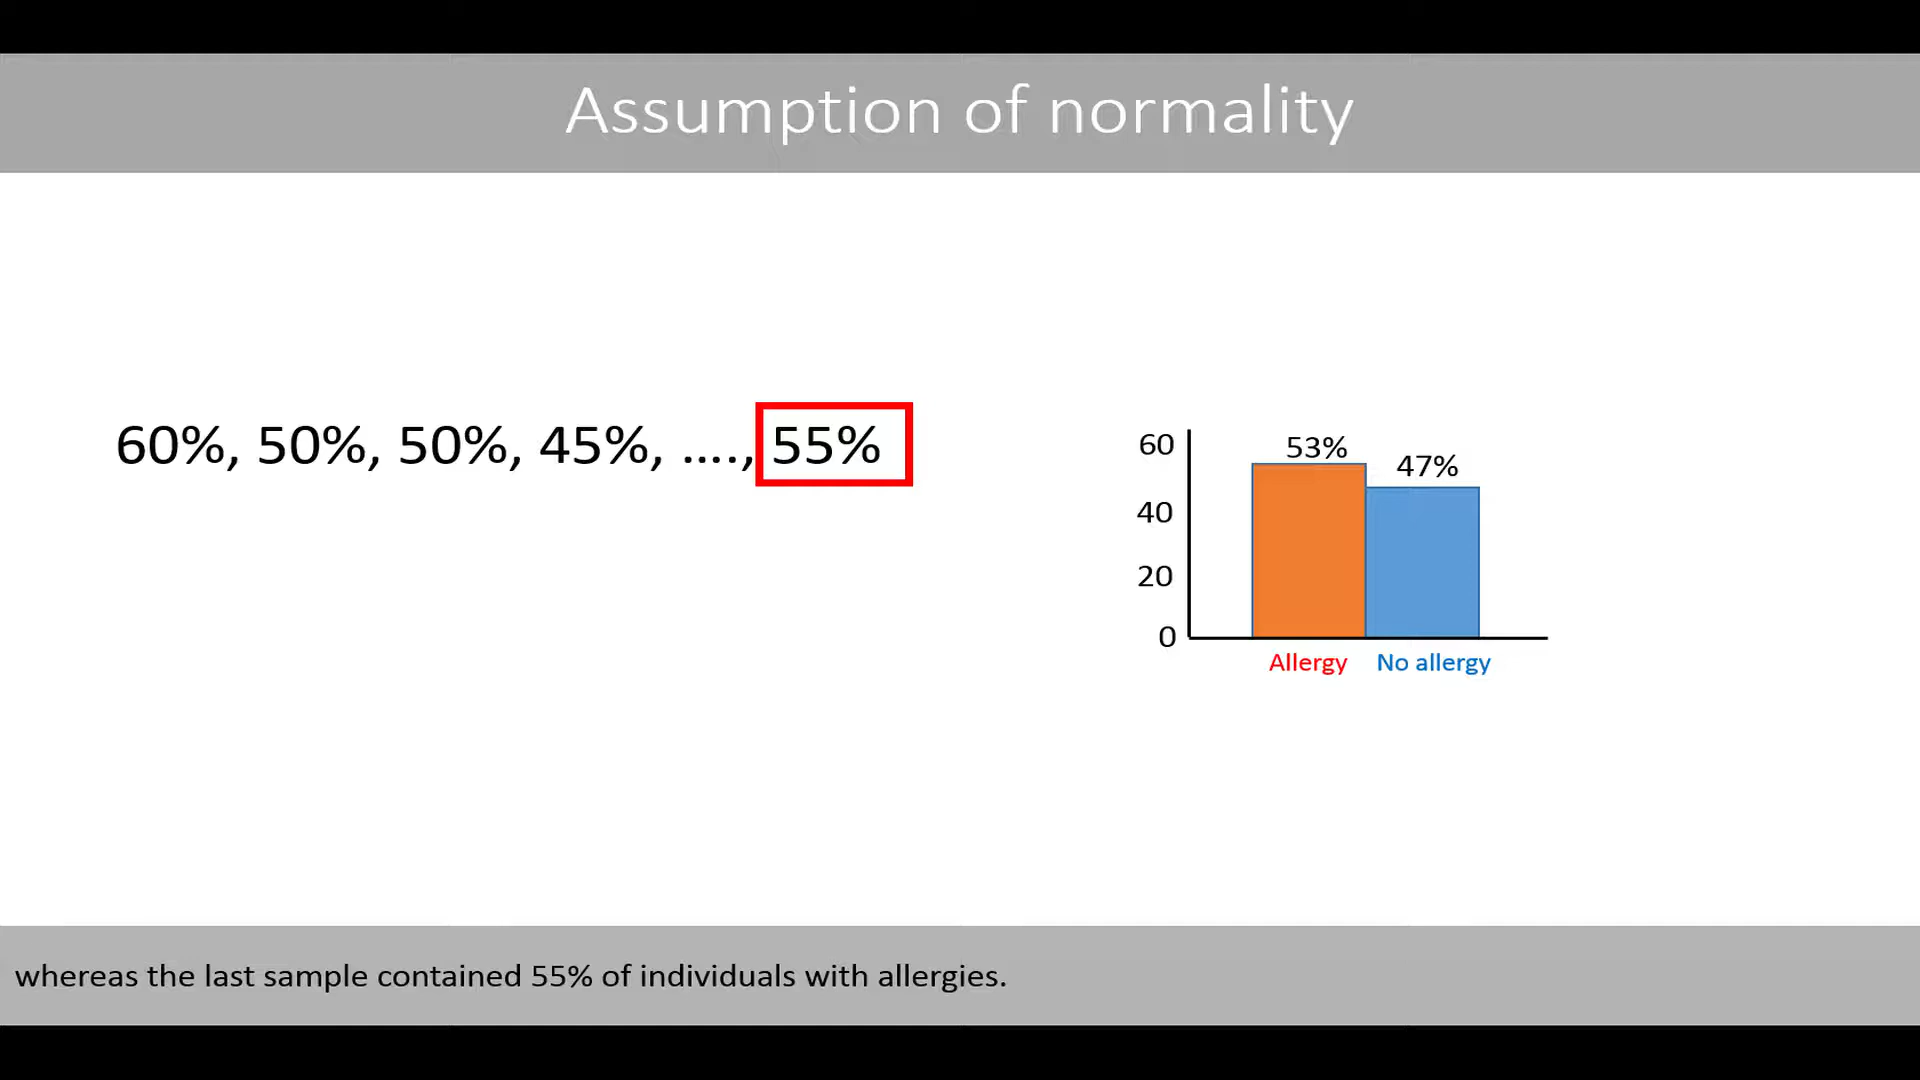 Assumption of normality
60%, 50%, 50%, 45%, ...., 55%
60
40
20
0
53%
47%
Allergy
No allergy
whereas the last sample contained 55% of individuals with allergies.